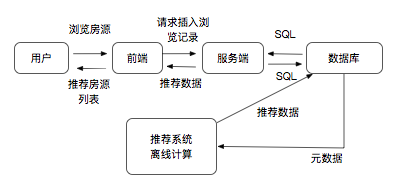 浏览房源
请求插入浏
览记录
SQL
用户
前端
服务端
数据库
推荐房源
列表
推荐数据
SQL
推荐数据
推荐系统
离线计算
元数据